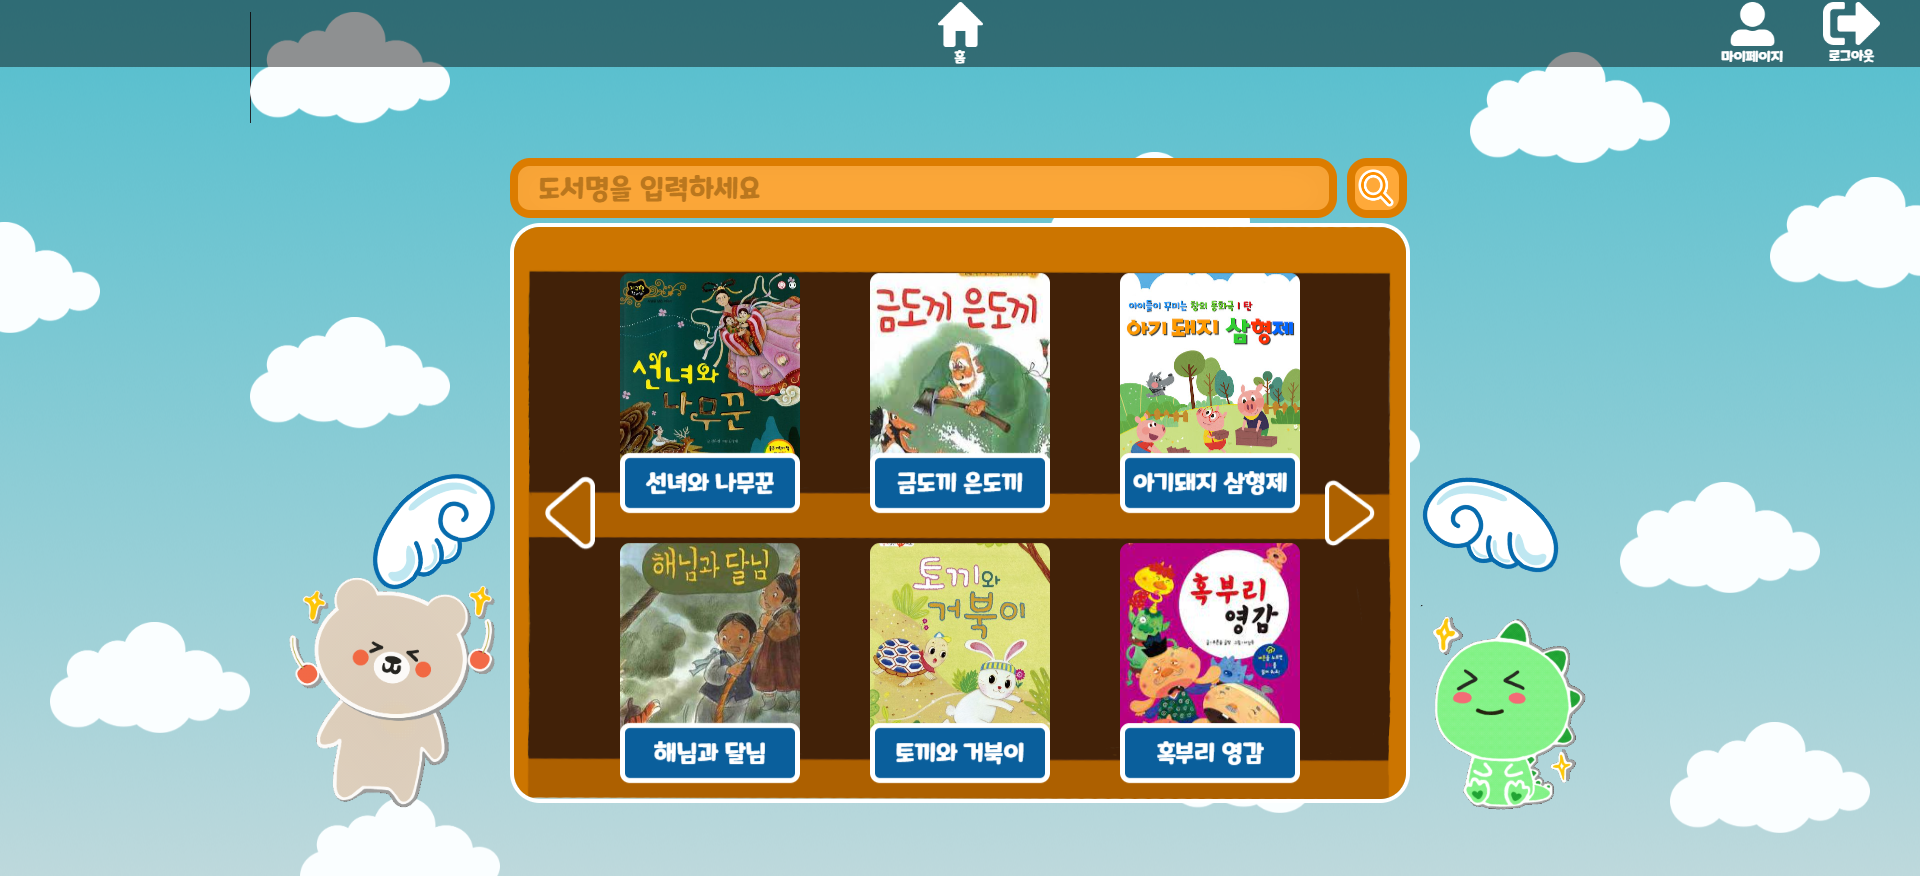 홈
마이페이지
로그아웃
도서명을 입력하세요
선녀와
나무꾼
선녀와 나무꾼
금도끼 은도끼
금도끼 은도끼
아이들이 꾸미는 창의 동화극 1탄
아기 돼지 삼형제
아기돼지 삼형제
해님과 달님
해님과 달님
토끼와
거북이
토끼와 거북이
혹부리
영감
혹부리 영감